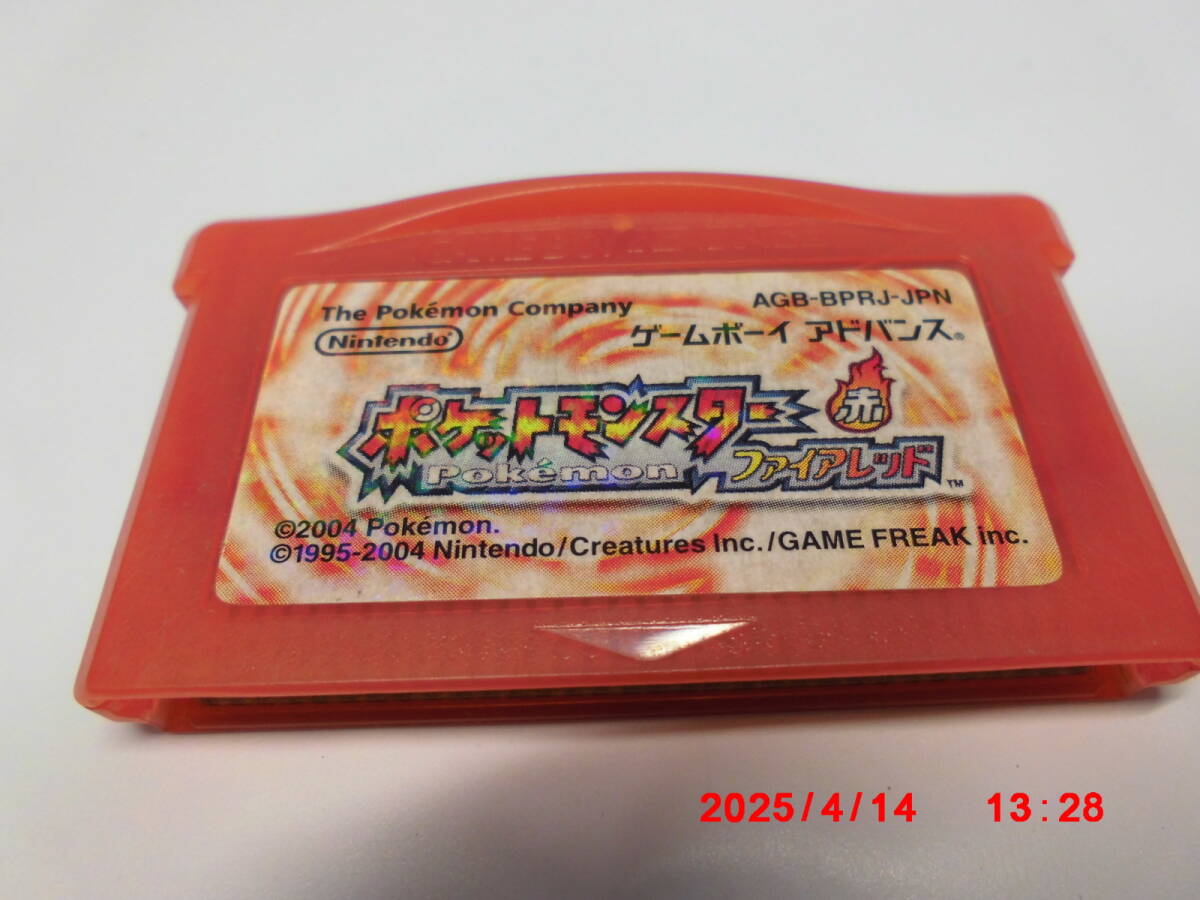 The Pokémon Company
AGB-BPRJ-JPN
Nintendo
ゲームボーイ アドバンス®
ポケットモンスター
赤
Pokémon
ファイアレッド™
©2004 Pokémon.
©1995-2004 Nintendo/Creatures Inc./GAME FREAK inc.
2025/4/14 13:28